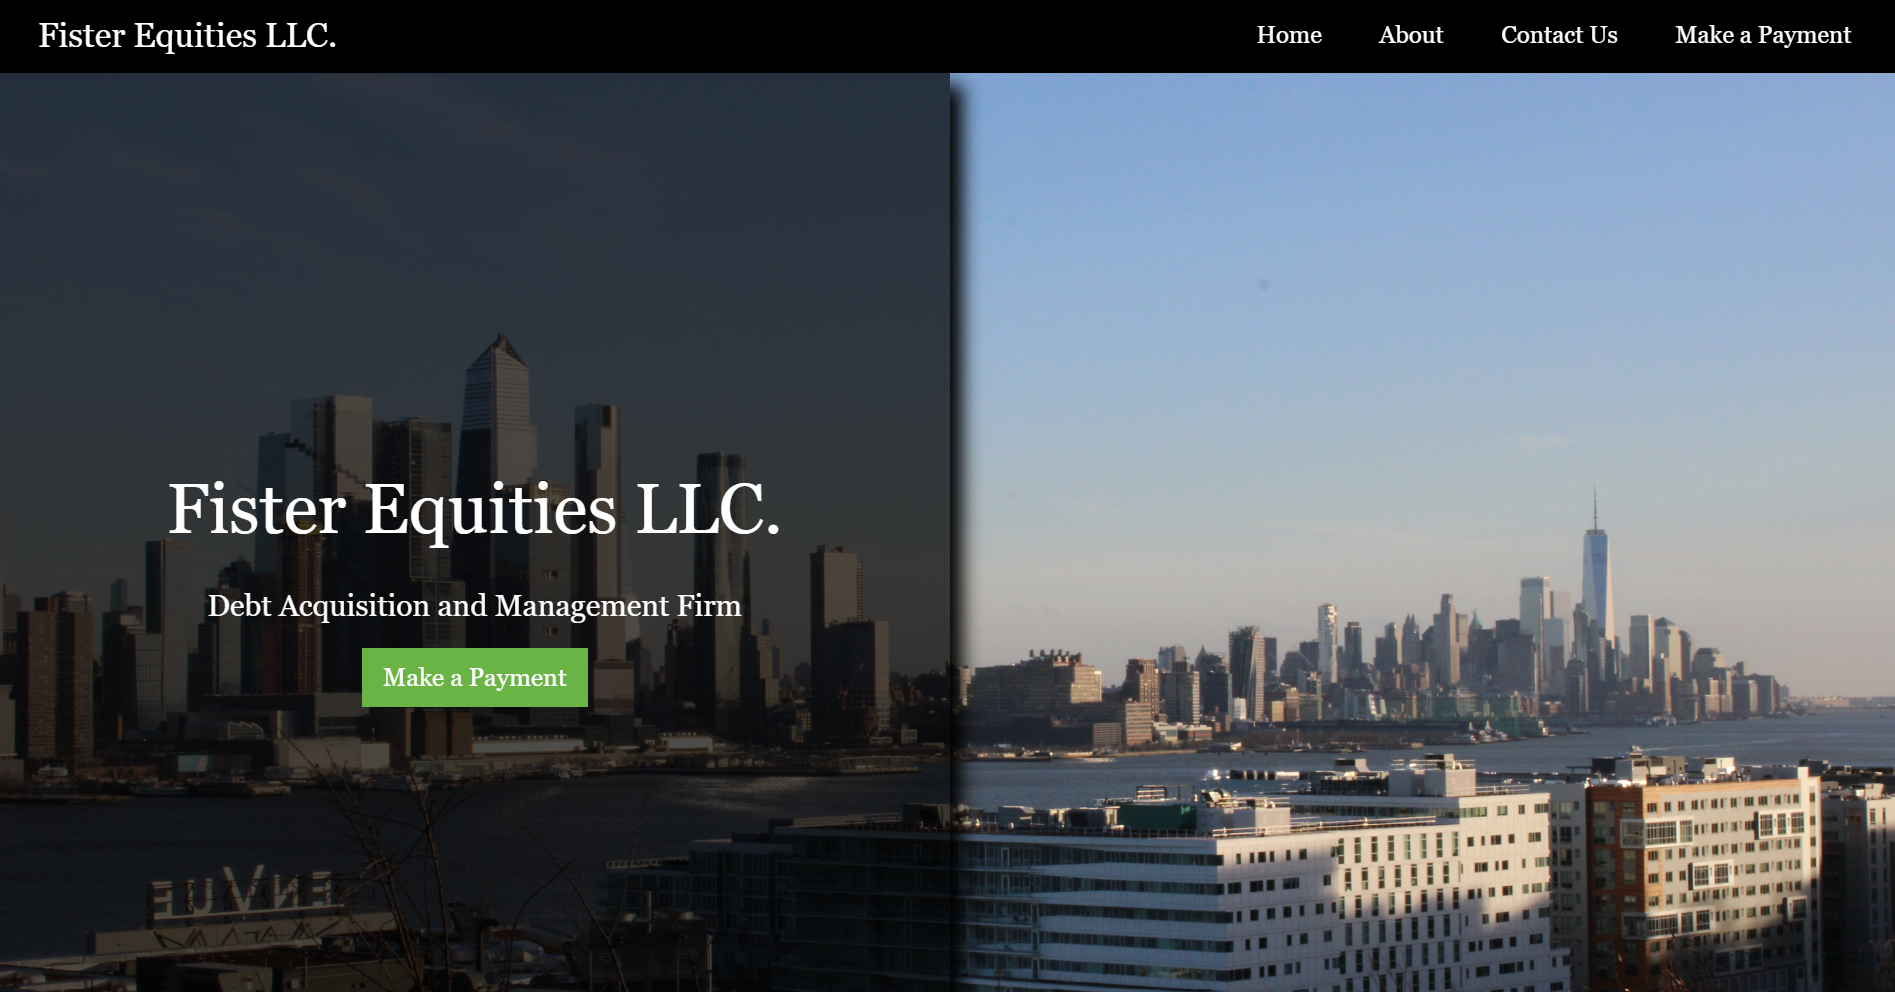 Fister Equities LLC.
Home About Contact Us Make a Payment
Fister Equities LLC.
Debt Acquisition and Management Firm
Make a Payment